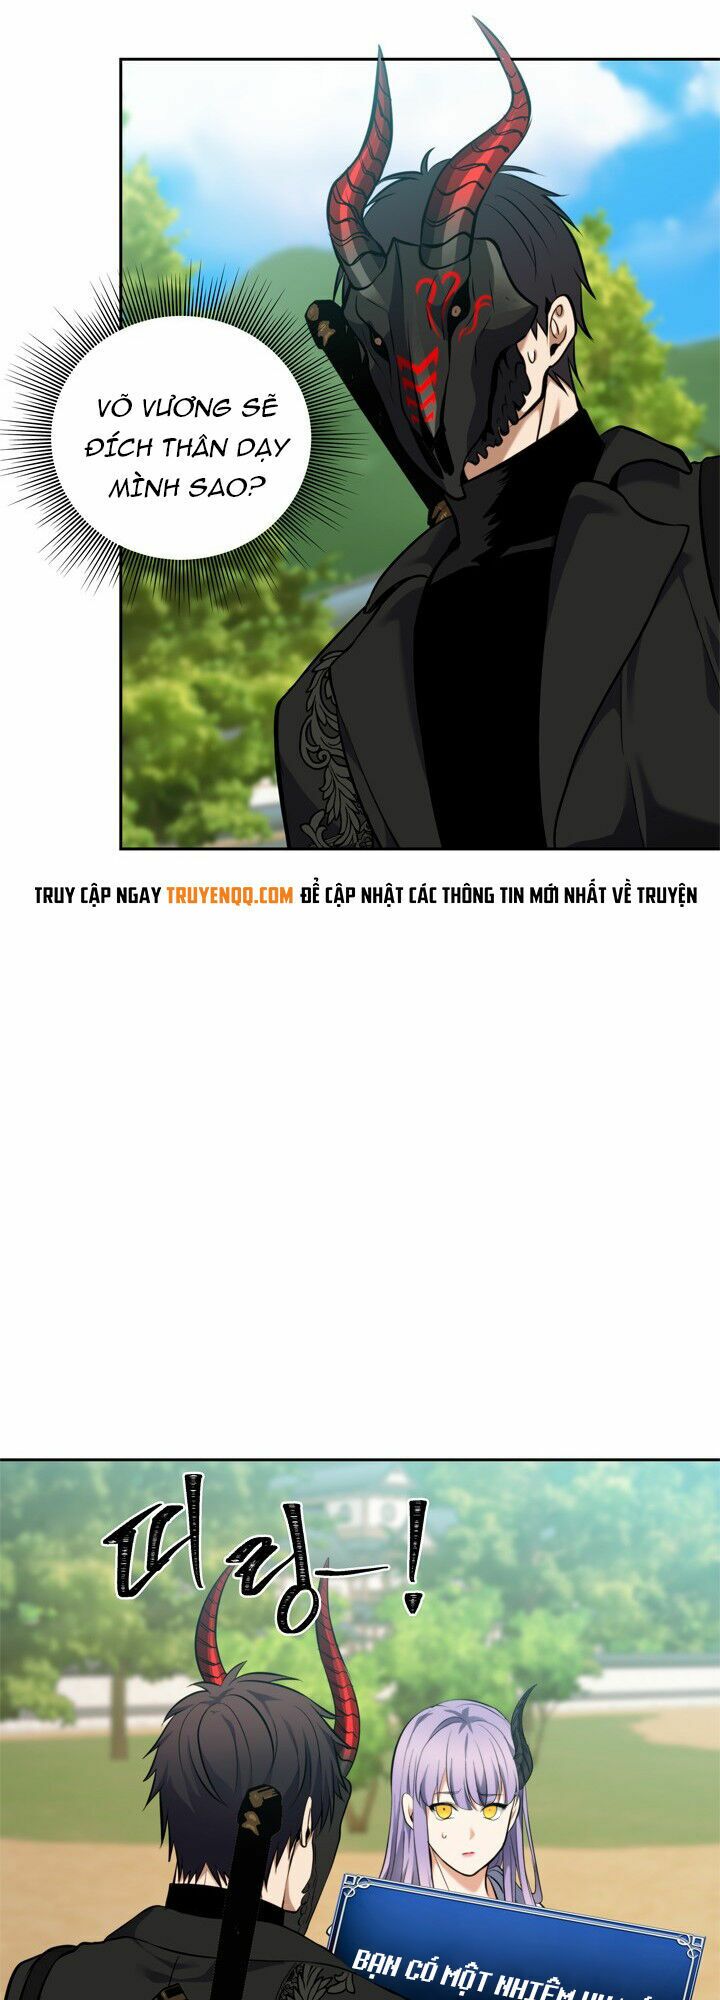 VÕ VƯƠNG SẼ
ĐÍCH THÂN DẠY
MÌNH SAO?
TRUY CẬP NGAY TRUYENQQ.COM ĐỂ CẬP NHẬT CÁC THÔNG TIN MỚI NHẤT VỀ TRUYỆN
띠링-!
BẠN CÓ MỘT NHIỆM